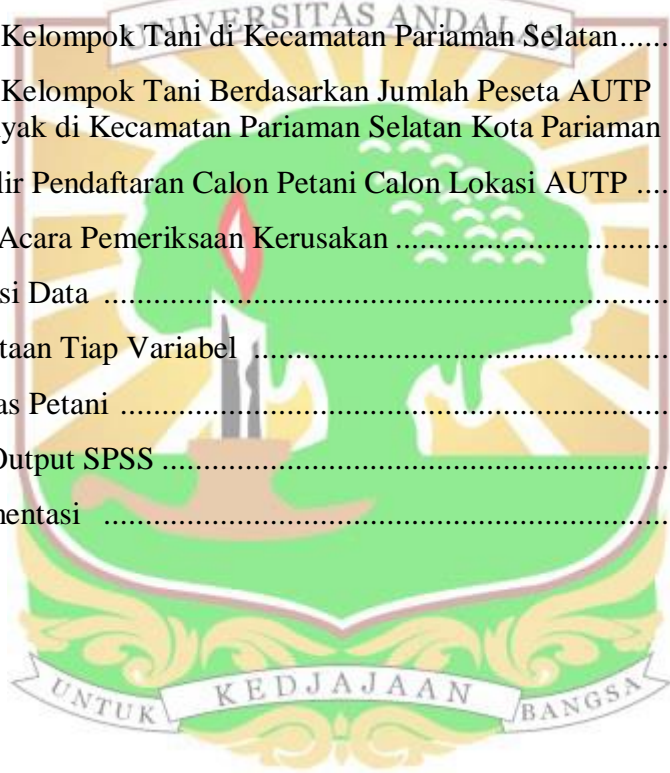 UNIVERSITAS ANDALAS
Kelompok Tani di Kecamatan Pariaman Selatan......
Kelompok Tani Berdasarkan Jumlah Peseta AUTP
yak di Kecamatan Pariaman Selatan Kota Pariaman
lir Pendaftaran Calon Petani Calon Lokasi AUTP ....
Acara Pemeriksaan Kerusakan ..................................
si Data ......................................................................
taan Tiap Variabel ....................................................
as Petani ....................................................................
Output SPSS ..............................................................
nentasi ......................................................................
UNTUK KEDJAJAAN BANGSA